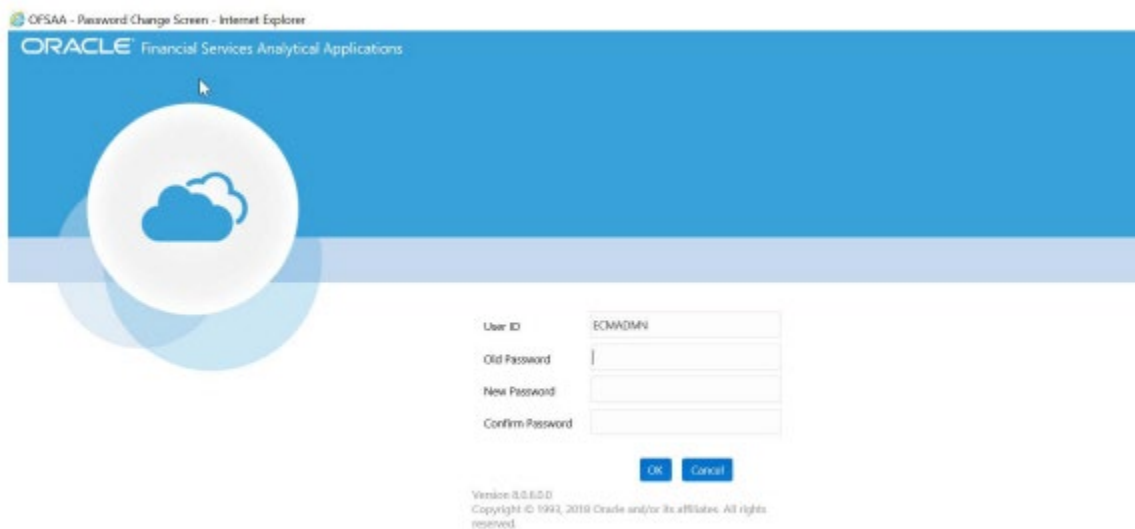 OFSAA - Password Change Screen - Internet Explorer
ORACLE Financial Services Analytical Applications
User ID ECMADMN
Old Password
New Password
Confirm Password
OK Cancel
Version 8.0.6.0.0
Copyright © 1993, 2018 Oracle and/or its affiliates. All rights
reserved.